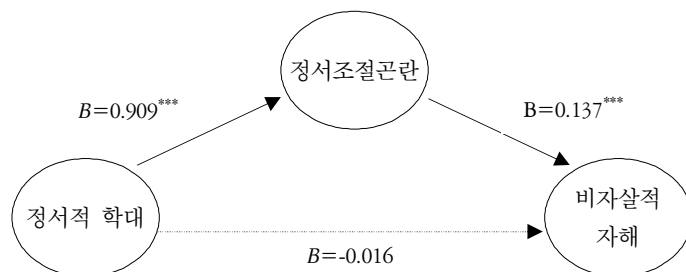 정서조절곤란
B=0.909***
B=0.137***
정서적 학대
비자살적
자해
B=-0.016